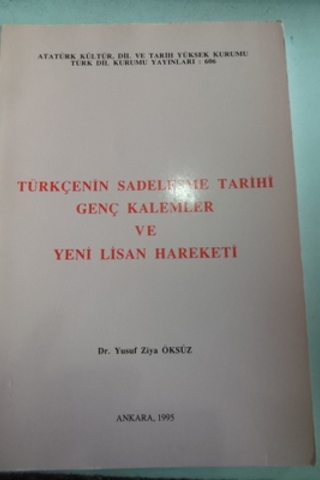 ATATÜRK KÜLTÜR, DİL VE TARİH YÜKSEK KURUMU
TÜRK DİL KURUMU YAYINLARI : 606
TÜRKÇENİN SADELEŞME TARİHİ
GENÇ KALEMLER
VE
YENİ LİSAN HAREKETİ
Dr. Yusuf Ziya ÖKSÜZ
ANKARA, 1995